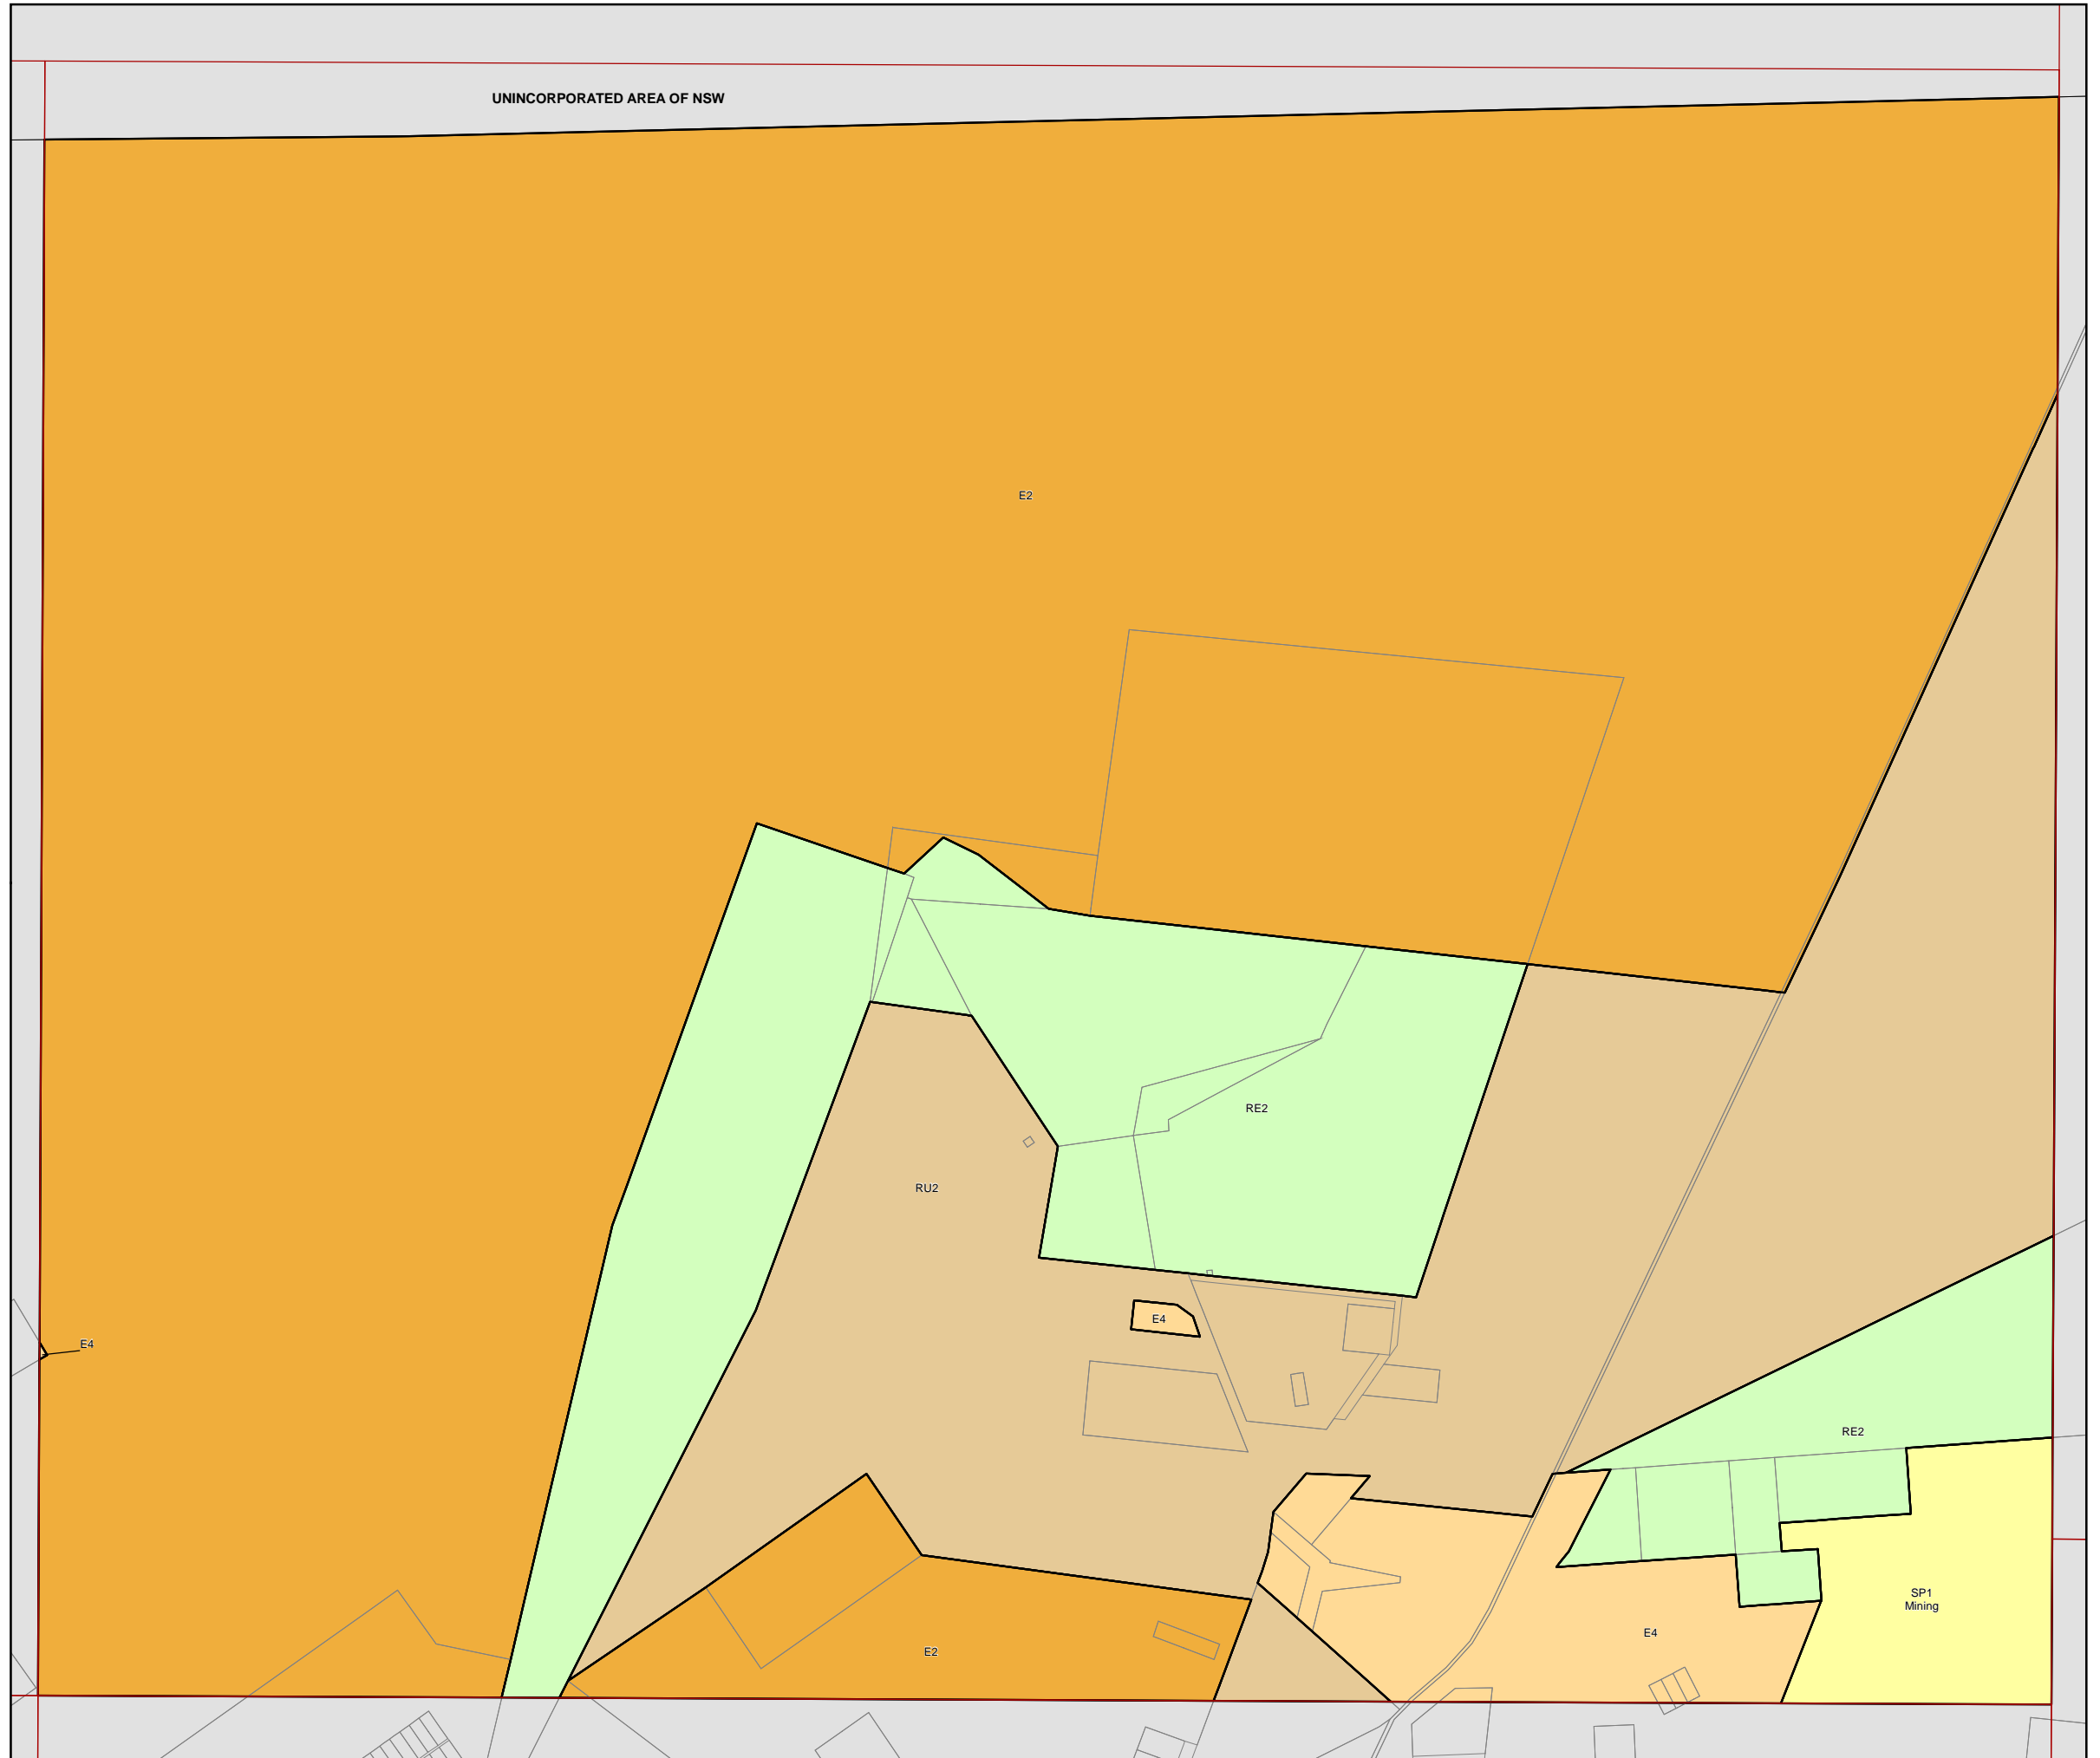 UNINCORPORATED AREA OF NSW
E2
RE2
RU2
E4
E4
RE2
SP1
Mining
E4
E2